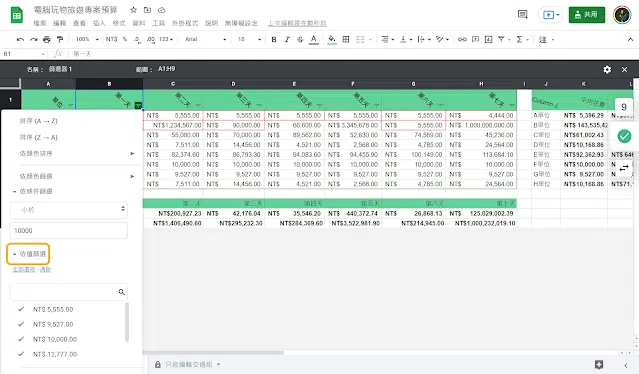 電腦玩物旅遊專案預算
檔案 編輯 查看 插入 格式 資料 工具 外掛程式 說明 無障礙設定 上次編輯是在數秒前
共用
100% NT$ % .0 .00 123 Arial 10 B I S A
B1 fx 第一天
名稱： 篩選器 1 範圍： A1:H9
A B C D E F G H I J K L
1 單位 第一天 第二天 第三天 第四天 第五天 第六天 第七天 Column 1 平均花費
排序 (A → Z)
排序 (Z → A)
依顏色排序
依顏色篩選
依條件篩選
小於
10000
依值篩選
全部選取 - 清除
NT$ 5,555.00
NT$ 9,527.00
NT$ 10,000.00
NT$ 12,777.00
NT$ 5,555.00 NT$ 5,555.00 NT$ 5,555.00 NT$ 5,555.00 NT$ 5,555.00 NT$ 4,444.00 A單位 NT$ 5,396.29
NT$1,234,567.00 NT$ 90,000.00 NT$ 66,600.00 NT$ 3,345,678.00 NT$ 5,555.00 NT$ 1,000,000,000.00 B單位 NT$ 143,535,42
NT$ 55,000.00 NT$ 70,000.00 NT$ 89,562.00 NT$ 52,630.00 NT$ 74,589.00 NT$ 45,236.00 C單位 NT$61,002.43
NT$ 7,511.00 NT$ 14,456.00 NT$ 4,521.00 NT$ 2,568.00 NT$ 4,785.00 NT$ 24,564.00 D單位 NT$10,168.86
NT$ 82,374.60 NT$ 86,793.30 NT$ 94,083.60 NT$ 94,455.90 NT$ 100,149.00 NT$ 113,684.10 E單位 NT$92,362.93 NT$ 646
NT$ 10,000.00 NT$ 10,000.00 NT$ 10,000.00 NT$ 10,000.00 NT$ 10,000.00 NT$ 10,000.00 F單位 NT$10,000.00
NT$ 9,527.00 NT$ 9,527.00 NT$ 9,527.00 NT$ 9,527.00 NT$ 9,527.00 NT$ 9,527.00 G單位 NT$ 9,527.00
NT$ 7,511.00 NT$ 14,456.00 NT$ 4,521.00 NT$ 2,568.00 NT$ 4,785.00 NT$ 24,564.00 H單位 NT$10,168.86 NT$71,
第二天 第三天 第四天 第五天 第六天 第七天
NT$200,927.23 NT$ 42,176.04 NT$ 35,546.20 NT$ 440,372.74 NT$ 26,868.13 NT$ 125,029,002.39
NT$1,406,490.60 NT$ 295,232.30 NT$284,369.60 NT$3,522,981.90 NT$214,945.00 NT$1,000,232,019.10
9
只能編輯交通組